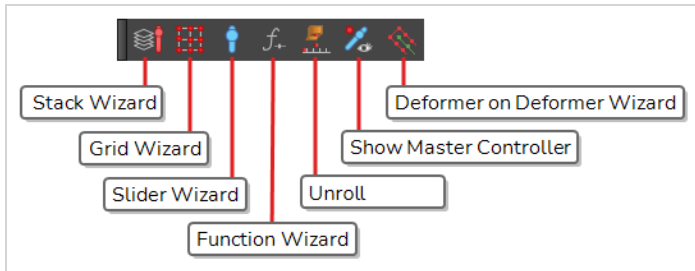 Stack Wizard
Deformer on Deformer Wizard
Grid Wizard
Show Master Controller
Slider Wizard
Unroll
Function Wizard